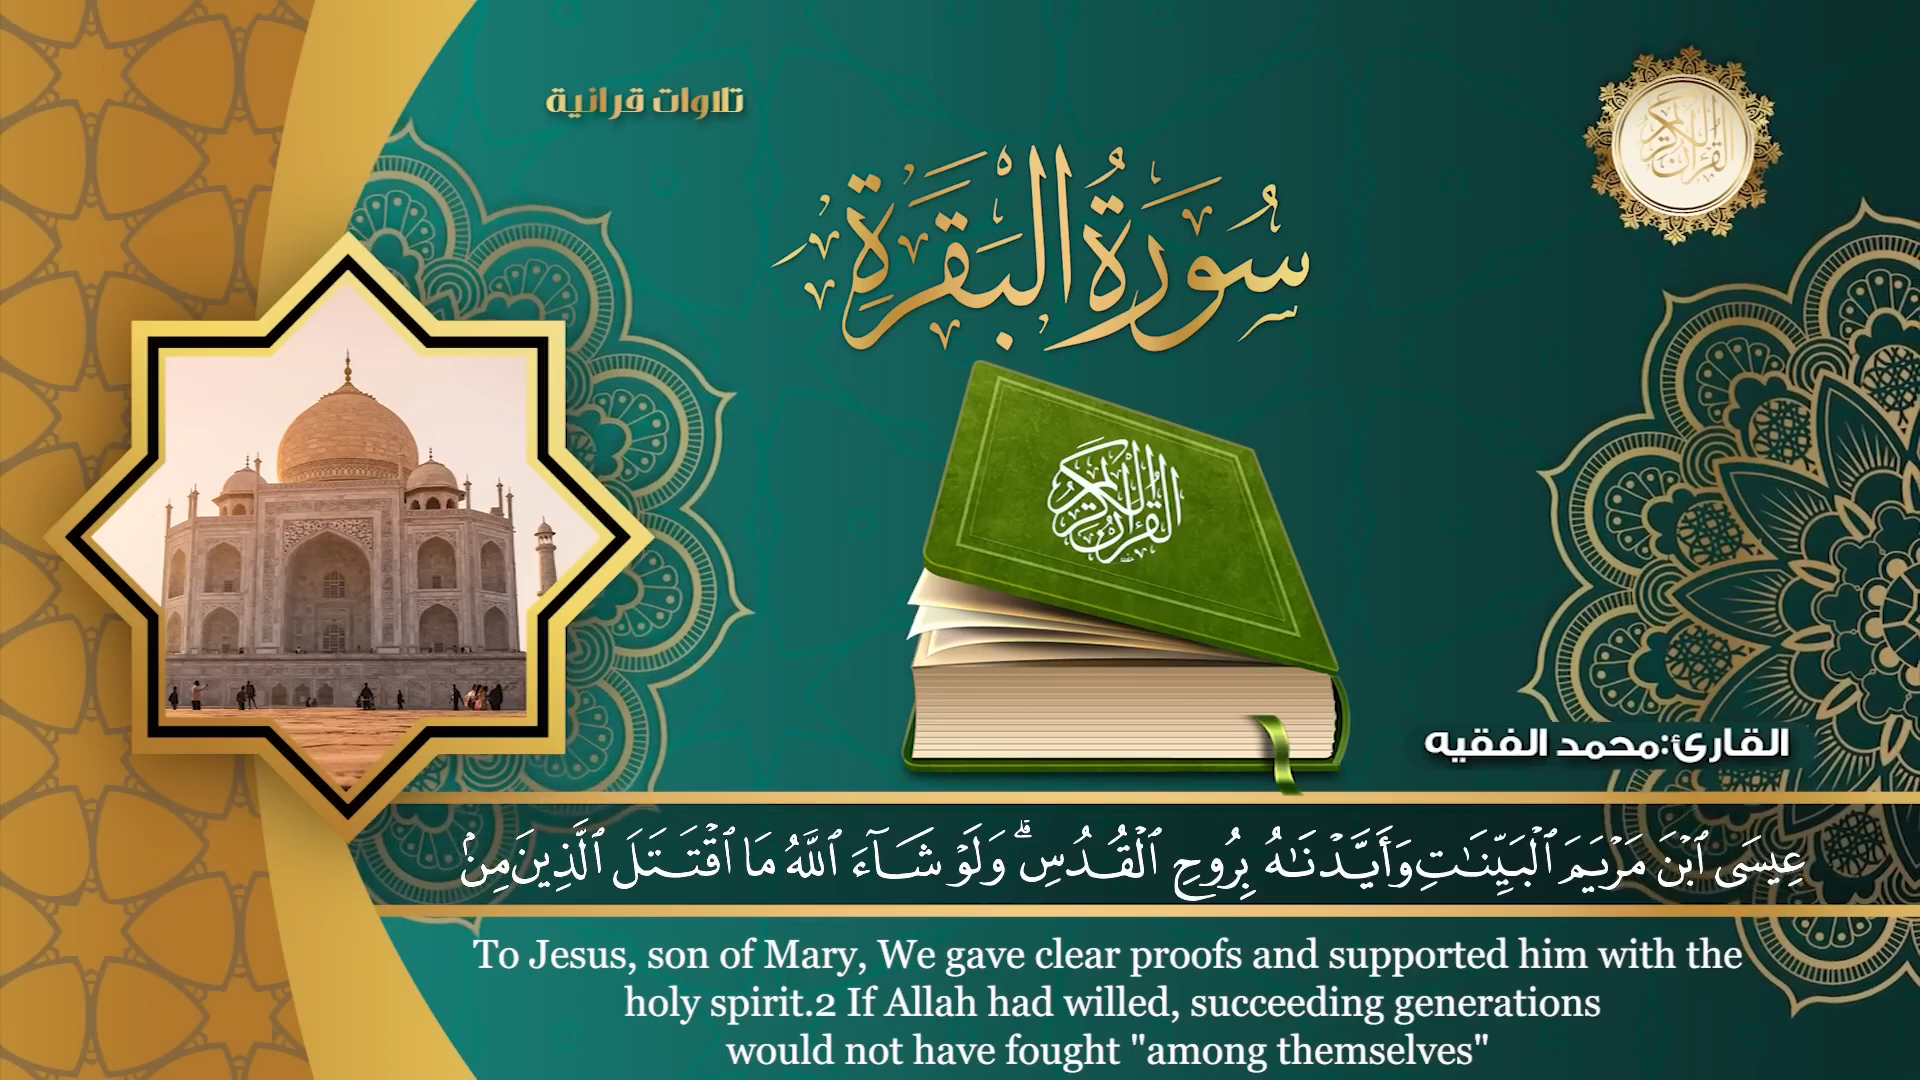 تلاوات قرانية
القرآن الكريم
سُورَةُ البَقَرَةِ
القرآن الكريم
القارئ:محمد الفقيه
عِيسَى ٱبْنَ مَرْيَمَ ٱلْبَيِّنَـٰتِ وَأَيَّدْنَـٰهُ بِرُوحِ ٱلْقُدُسِ ۗ وَلَوْ شَآءَ ٱللَّهُ مَا ٱقْتَتَلَ ٱلَّذِينَ مِنۢ
To Jesus, son of Mary, We gave clear proofs and supported him with the
holy spirit.2 If Allah had willed, succeeding generations
would not have fought "among themselves"